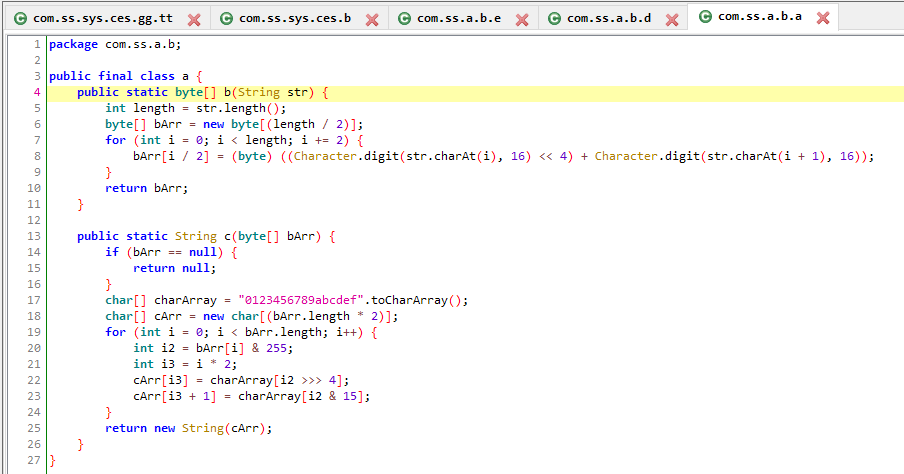 com.ss.sys.ces.gg.tt com.ss.sys.ces.b com.ss.a.b.e com.ss.a.b.d com.ss.a.b.a
1 package com.ss.a.b;
2
3 public final class a {
4     public static byte[] b(String str) {
5         int length = str.length();
6         byte[] bArr = new byte[(length / 2)];
7         for (int i = 0; i < length; i += 2) {
8             bArr[i / 2] = (byte) ((Character.digit(str.charAt(i), 16) << 4) + Character.digit(str.charAt(i + 1), 16));
9         }
10         return bArr;
11     }
12
13     public static String c(byte[] bArr) {
14         if (bArr == null) {
15             return null;
16         }
17         char[] charArray = "0123456789abcdef".toCharArray();
18         char[] cArr = new char[(bArr.length * 2)];
19         for (int i = 0; i < bArr.length; i++) {
20             int i2 = bArr[i] & 255;
21             int i3 = i * 2;
22             cArr[i3] = charArray[i2 >>> 4];
23             cArr[i3 + 1] = charArray[i2 & 15];
24         }
25         return new String(cArr);
26     }
27 }